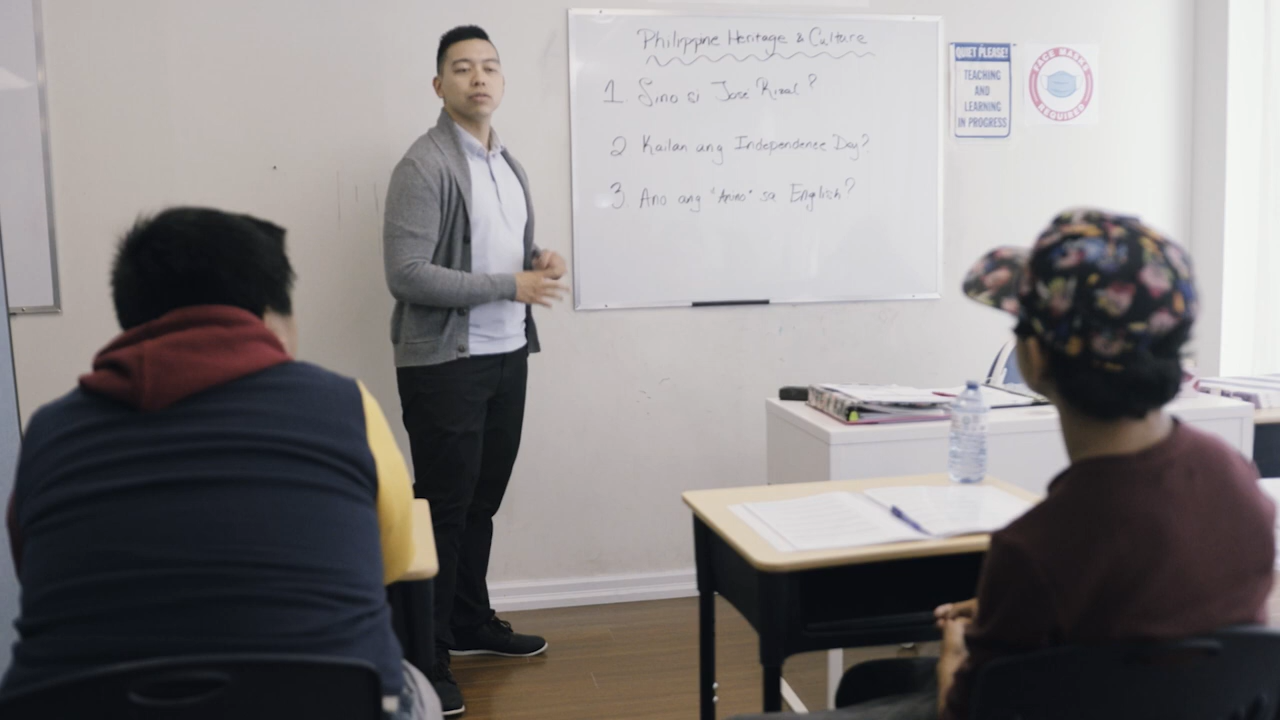 Philippine Heritage & Culture
1. Sino si José Rizal?
2 Kailan ang Independence Day?
3. Ano ang "Anino" sa English?
QUIET PLEASE!
TEACHING
AND
LEARNING
IN PROGRESS
FACE MASKS
REQUIRED